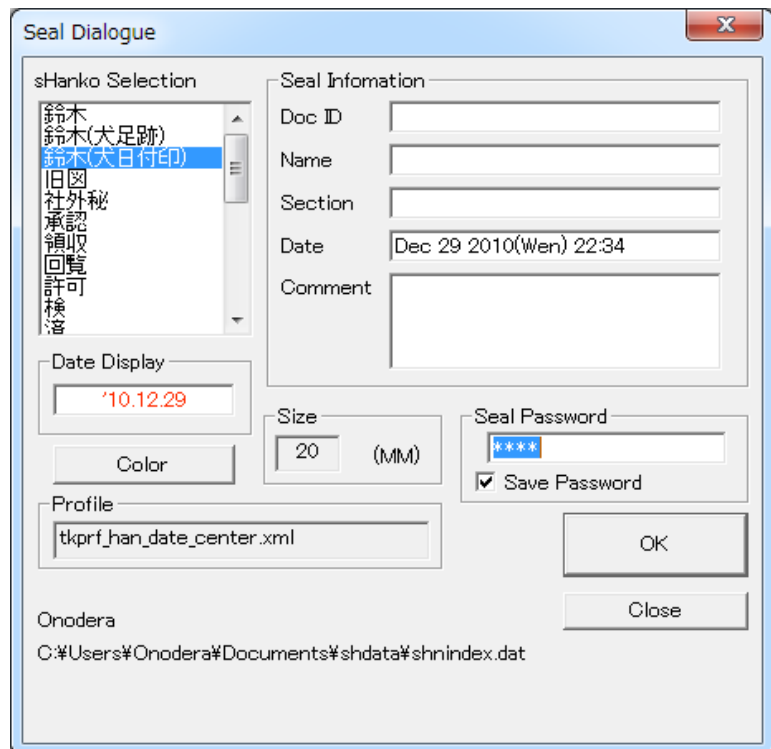 Seal Dialogue
sHanko Selection
鈴木
鈴木(犬足跡)
鈴木(犬日付印)
旧図
社外秘
承認
領収
回覧
許可
検
済
Seal Infomation
Doc ID
Name
Section
Date
Dec 29 2010(Wen) 22:34
Comment
Date Display
'10.12.29
Color
Size
20
(MM)
Seal Password
****
Save Password
Profile
tkprf_han_date_center.xml
OK
Close
Onodera
C:¥Users¥Onodera¥Documents¥shdata¥shnindex.dat